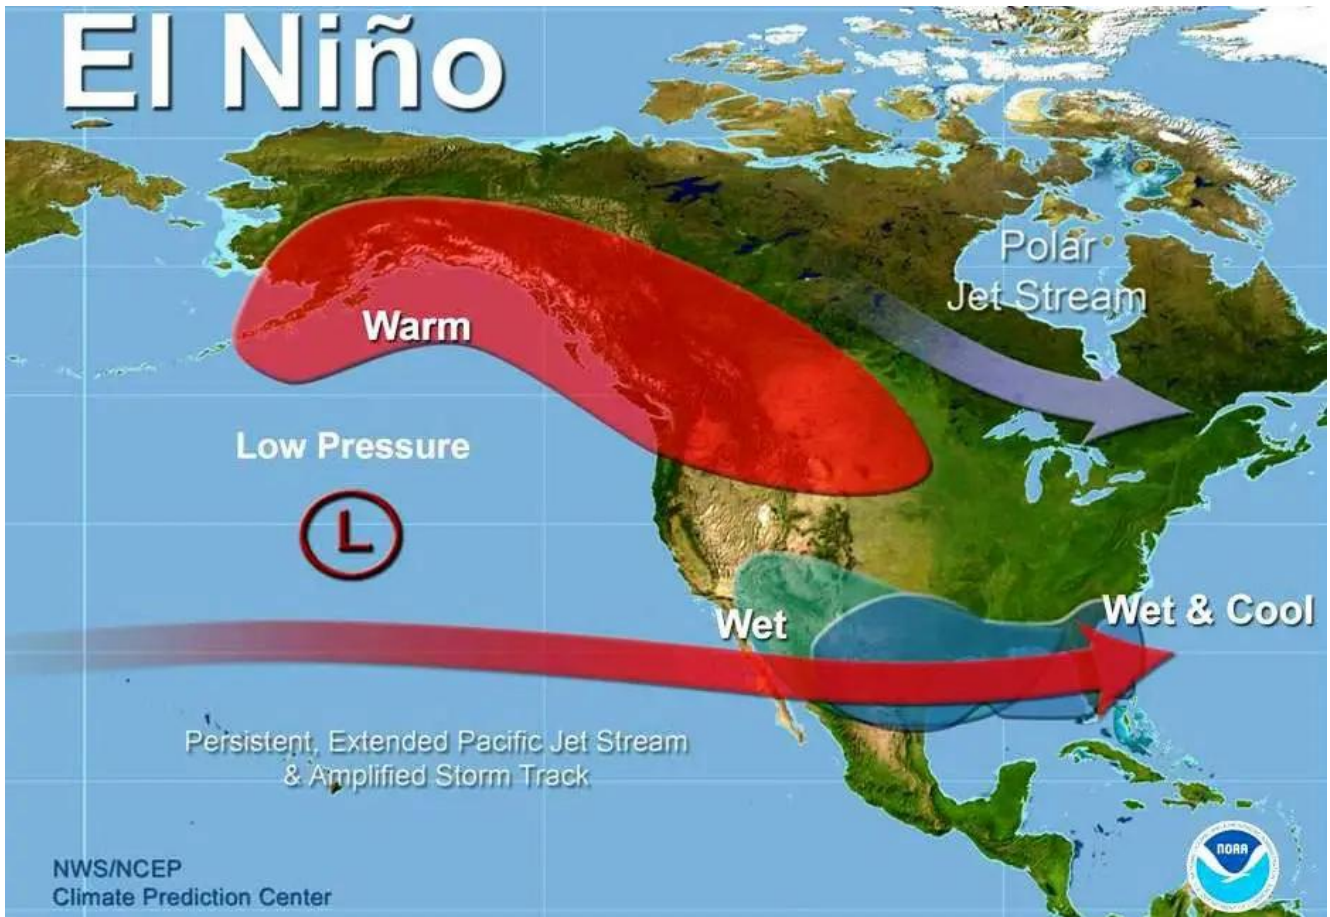 El Niño
Polar
Jet Stream
Warm
Low Pressure
L
Wet
Wet & Cool
Persistent, Extended Pacific Jet Stream
& Amplified Storm Track
NWS/NCEP
Climate Prediction Center
NOAA